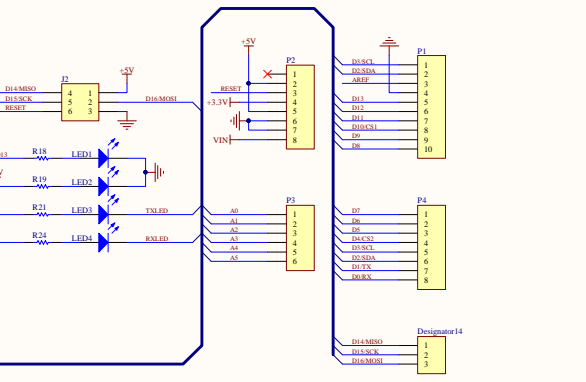 +5V
P2
P1
J2
+5V
D14/MISO
4 1
D15/SCK
5 2
D16/MOSI
RESET
6 3
1
2
RESET
3
+3.3V
4
5
6
7
VIN
8
D3/SCL
1
D2/SDA
2
AREF
3
4
D13
5
D12
6
D11
7
D10/CS1
8
D9
9
D8
10
13
R18
LED1
R19
LED2
R21
LED3
TXLED
R24
LED4
RXLED
P3
A0
1
A1
2
A2
3
A3
4
A4
5
A5
6
P4
D7
1
D6
2
D5
3
D4/CS2
4
D3/SCL
5
D2/SDA
6
D1/TX
7
D0/RX
8
Designator14
D14/MISO
1
D15/SCK
2
D16/MOSI
3